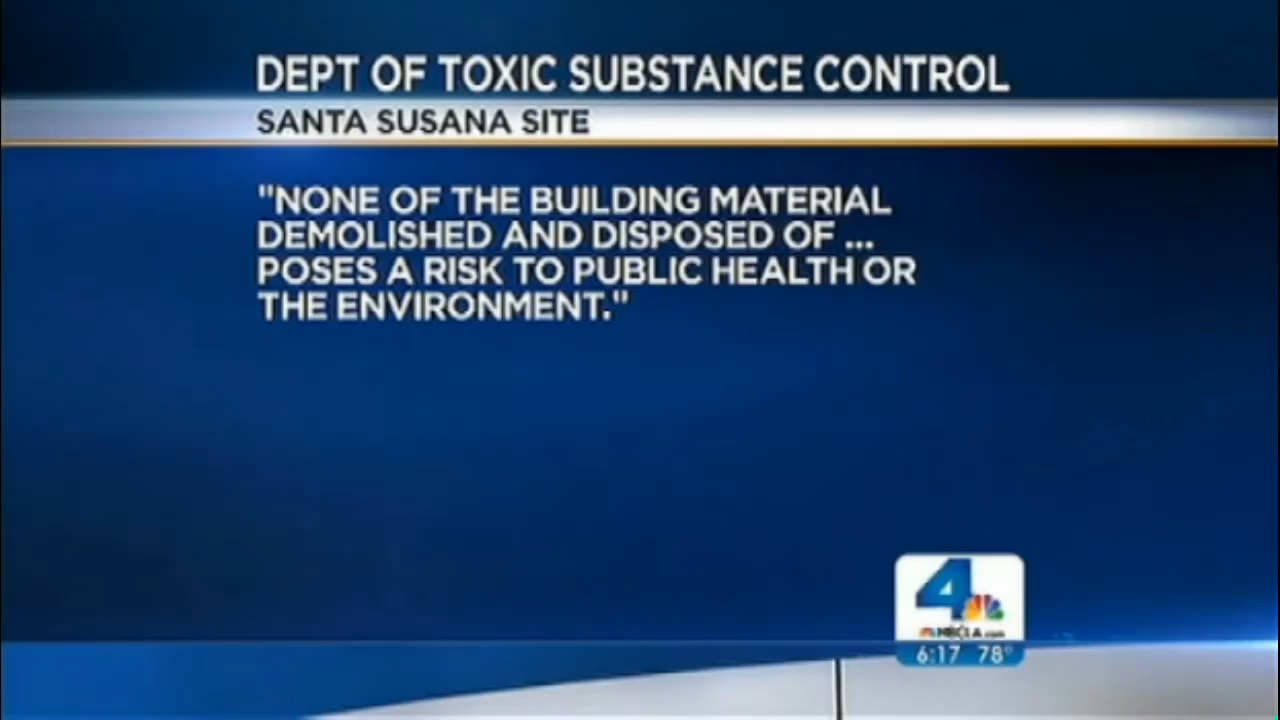 DEPT OF TOXIC SUBSTANCE CONTROL
SANTA SUSANA SITE
"NONE OF THE BUILDING MATERIAL
DEMOLISHED AND DISPOSED OF ...
POSES A RISK TO PUBLIC HEALTH OR
THE ENVIRONMENT."
4
NBCLA.com
6:17 78°